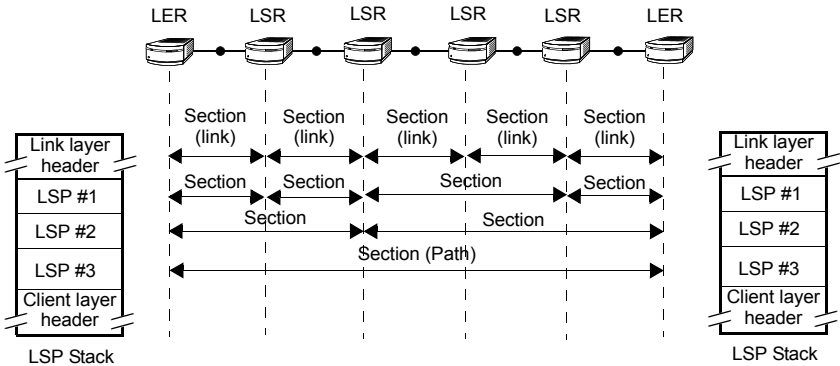 LER LSR LSR LSR LSR LER
Section (link) Section (link) Section (link) Section (link) Section (link)
Section Section Section Section
Section Section
Section (Path)
Link layer
header
LSP #1
LSP #2
LSP #3
Client layer
header
LSP Stack
Link layer
header
LSP #1
LSP #2
LSP #3
Client layer
header
LSP Stack